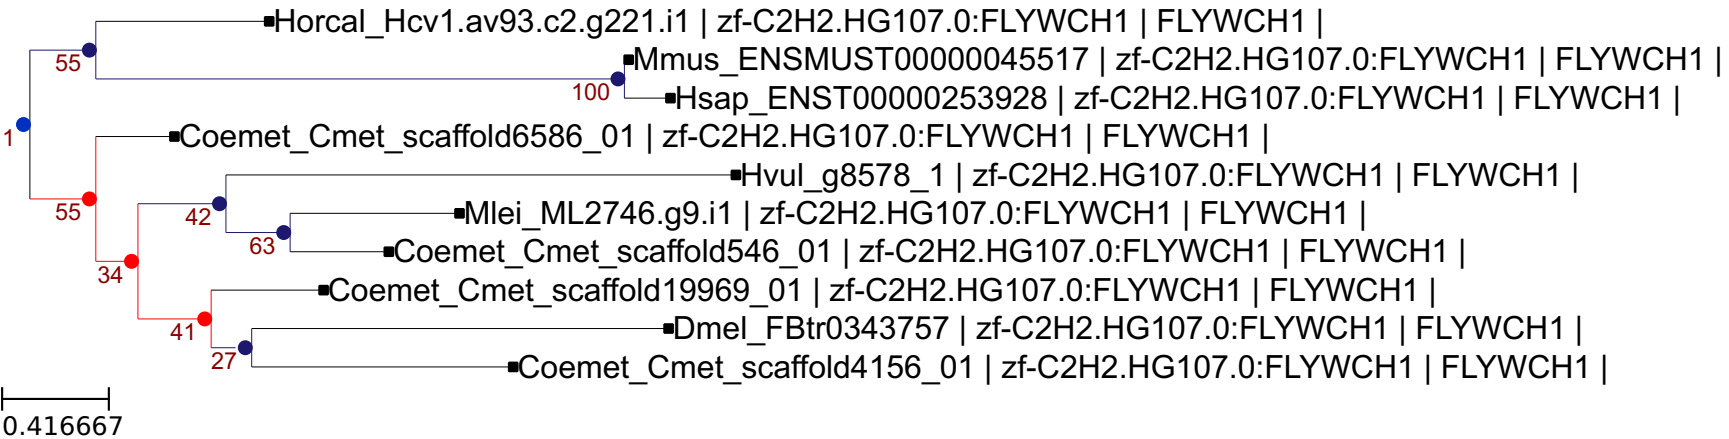 Horcal_Hcv1.av93.c2.g221.i1 | zf-C2H2.HG107.0:FLYWCH1 | FLYWCH1 |
55
Mmus_ENSMUST00000045517 | zf-C2H2.HG107.0:FLYWCH1 | FLYWCH1 |
100
Hsap_ENST00000253928 | zf-C2H2.HG107.0:FLYWCH1 | FLYWCH1 |
1
Coemet_Cmet_scaffold6586_01 | zf-C2H2.HG107.0:FLYWCH1 | FLYWCH1 |
Hvul_g8578_1 | zf-C2H2.HG107.0:FLYWCH1 | FLYWCH1 |
55
42
Mlei_ML2746.g9.i1 | zf-C2H2.HG107.0:FLYWCH1 | FLYWCH1 |
63
Coemet_Cmet_scaffold546_01 | zf-C2H2.HG107.0:FLYWCH1 | FLYWCH1 |
34
Coemet_Cmet_scaffold19969_01 | zf-C2H2.HG107.0:FLYWCH1 | FLYWCH1 |
41
Dmel_FBtr0343757 | zf-C2H2.HG107.0:FLYWCH1 | FLYWCH1 |
27
Coemet_Cmet_scaffold4156_01 | zf-C2H2.HG107.0:FLYWCH1 | FLYWCH1 |
0.416667